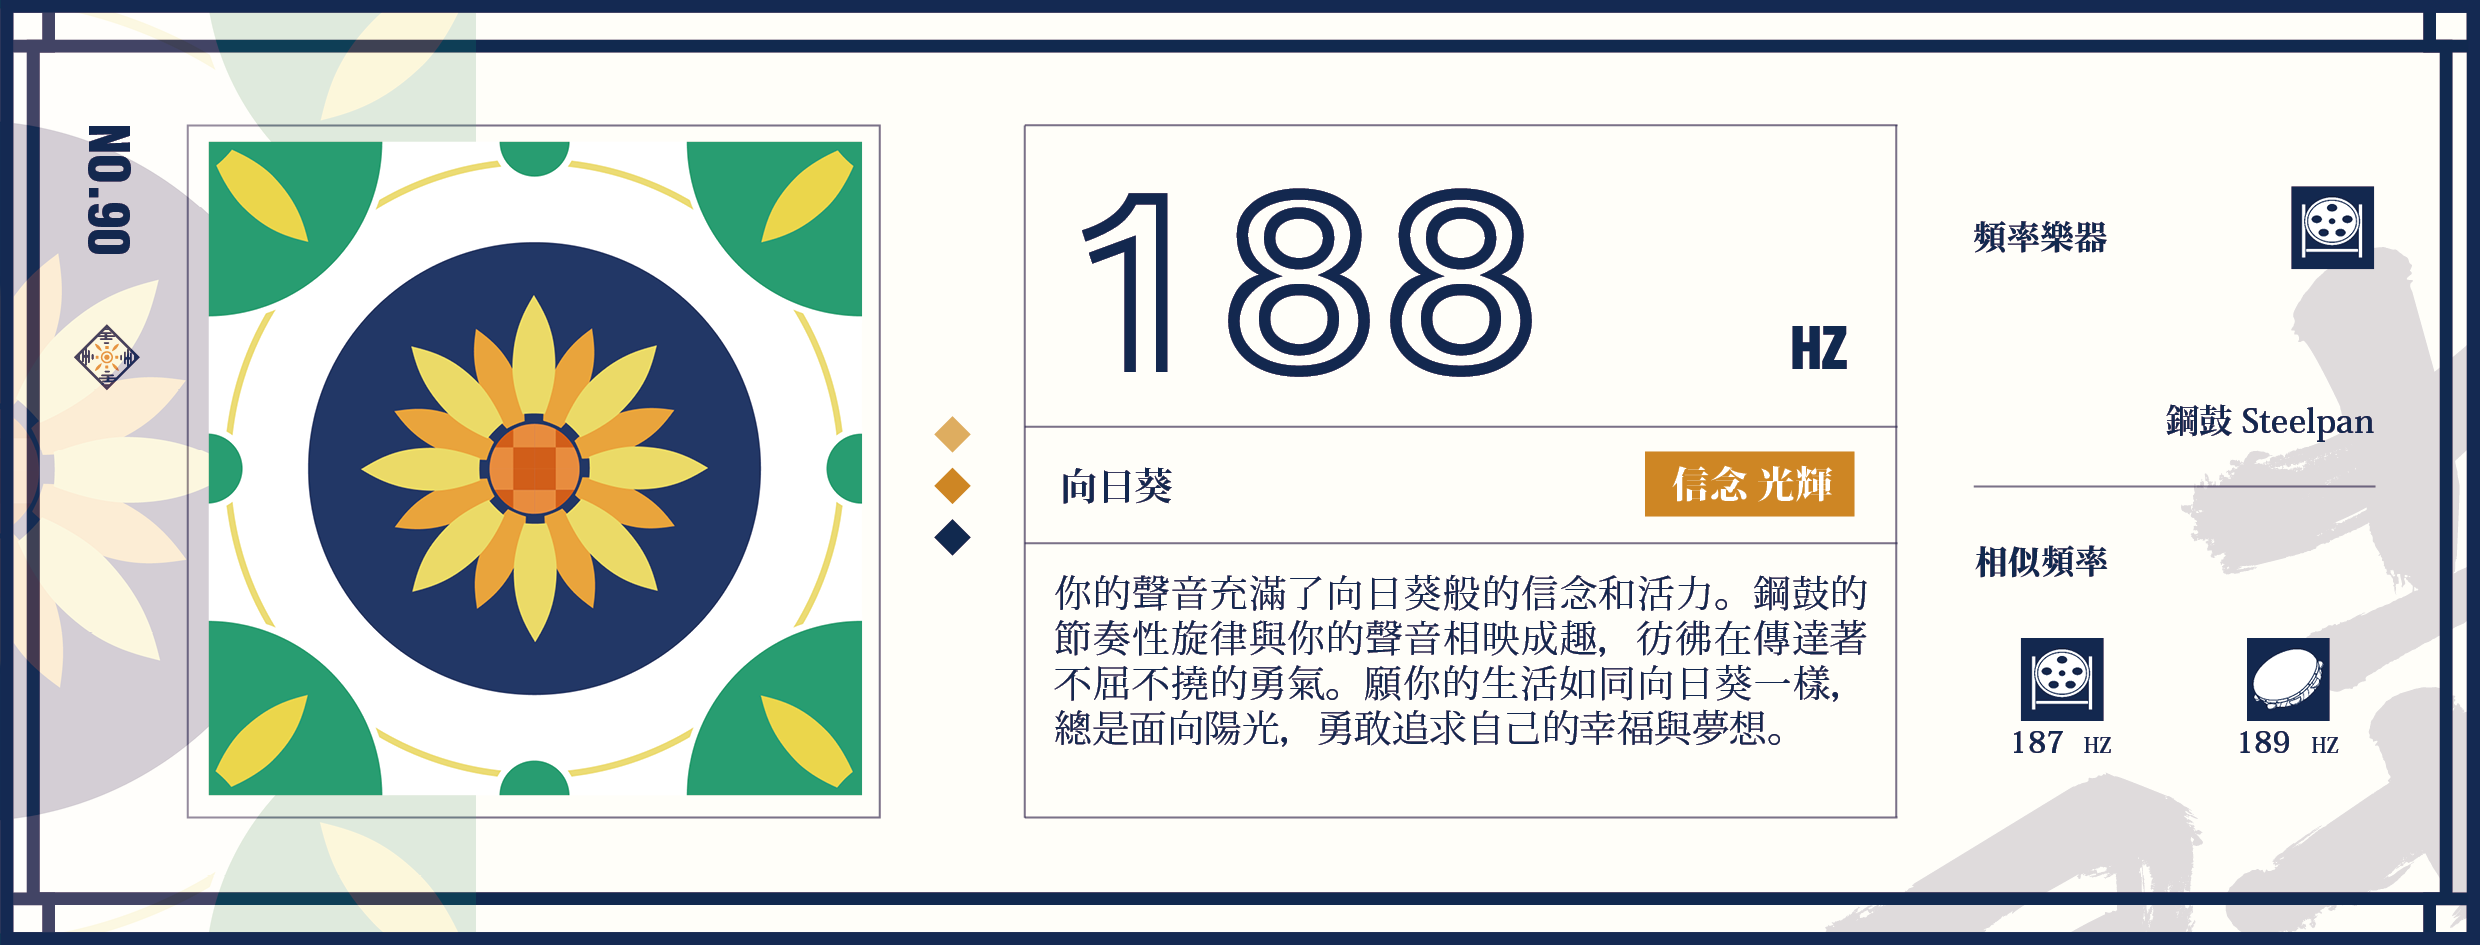 NO.90
188
HZ
向日葵
信念 光輝
你的聲音充滿了向日葵般的信念和活力。鋼鼓的
節奏性旋律與你的聲音相映成趣，彷彿在傳達著
不屈不撓的勇氣。願你的生活如同向日葵一樣，
總是面向陽光，勇敢追求自己的幸福與夢想。
頻率樂器
鋼鼓 Steelpan
相似頻率
187 HZ
189 HZ